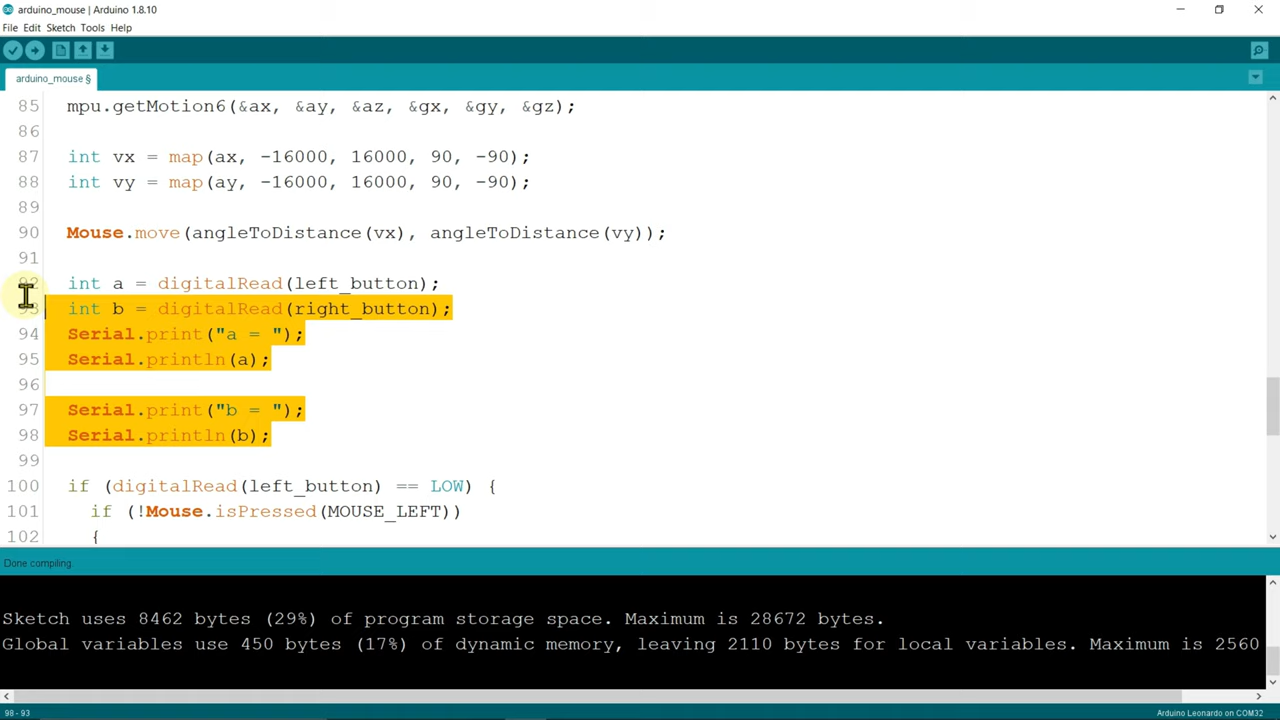 arduino_mouse | Arduino 1.8.10
File Edit Sketch Tools Help
arduino_mouse §
85 mpu.getMotion6(&ax, &ay, &az, &gx, &gy, &gz);
86
87 int vx = map(ax, -16000, 16000, 90, -90);
88 int vy = map(ay, -16000, 16000, 90, -90);
89
90 Mouse.move(angleToDistance(vx), angleToDistance(vy));
91
92 int a = digitalRead(left_button);
93 int b = digitalRead(right_button);
94 Serial.print("a = ");
95 Serial.println(a);
96
97 Serial.print("b = ");
98 Serial.println(b);
99
100 if (digitalRead(left_button) == LOW) {
101 if (!Mouse.isPressed(MOUSE_LEFT))
102 {
Done compiling.
Sketch uses 8462 bytes (29%) of program storage space. Maximum is 28672 bytes.
Global variables use 450 bytes (17%) of dynamic memory, leaving 2110 bytes for local variables. Maximum is 2560
98 - 93
Arduino Leonardo on COM32